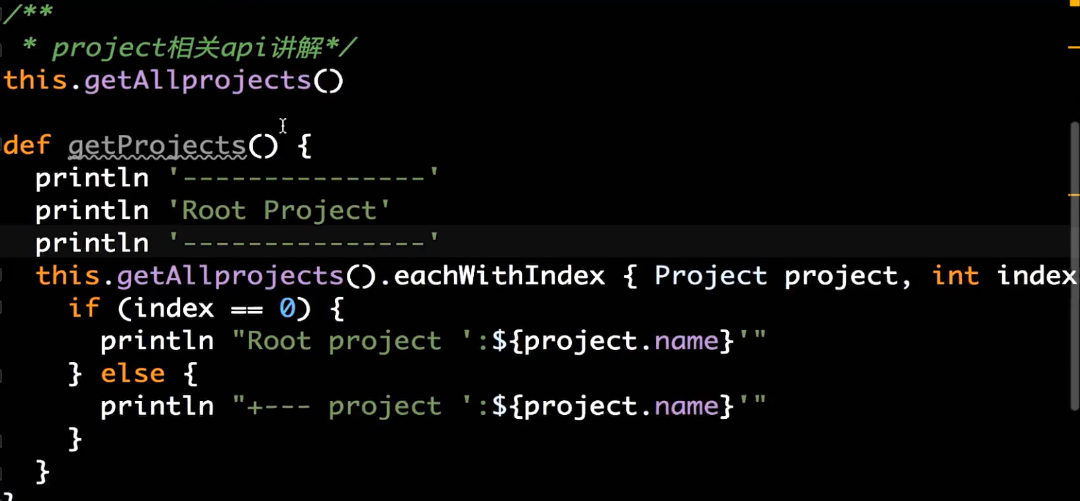 /**
 * project相关api讲解*/
this.getAllprojects()
def getProjects() {
  println '---------------'
  println 'Root Project'
  println '---------------'
  this.getAllprojects().eachWithIndex { Project project, int index
    if (index == 0) {
      println "Root project ':${project.name}'"
    } else {
      println "+--- project ':${project.name}'"
    }
  }
}